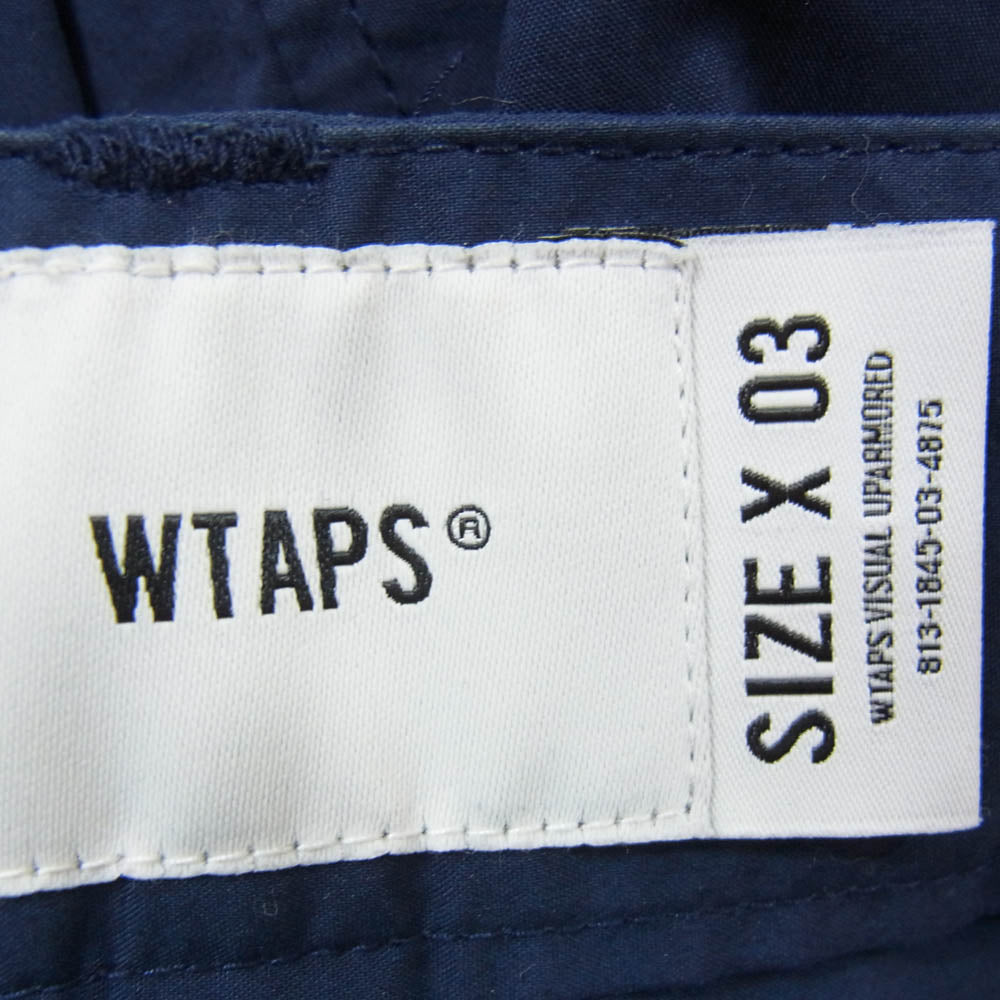 WTAPS®
SIZE X 03
WTAPS VISUAL UPARMORED
813-1845-03-4875